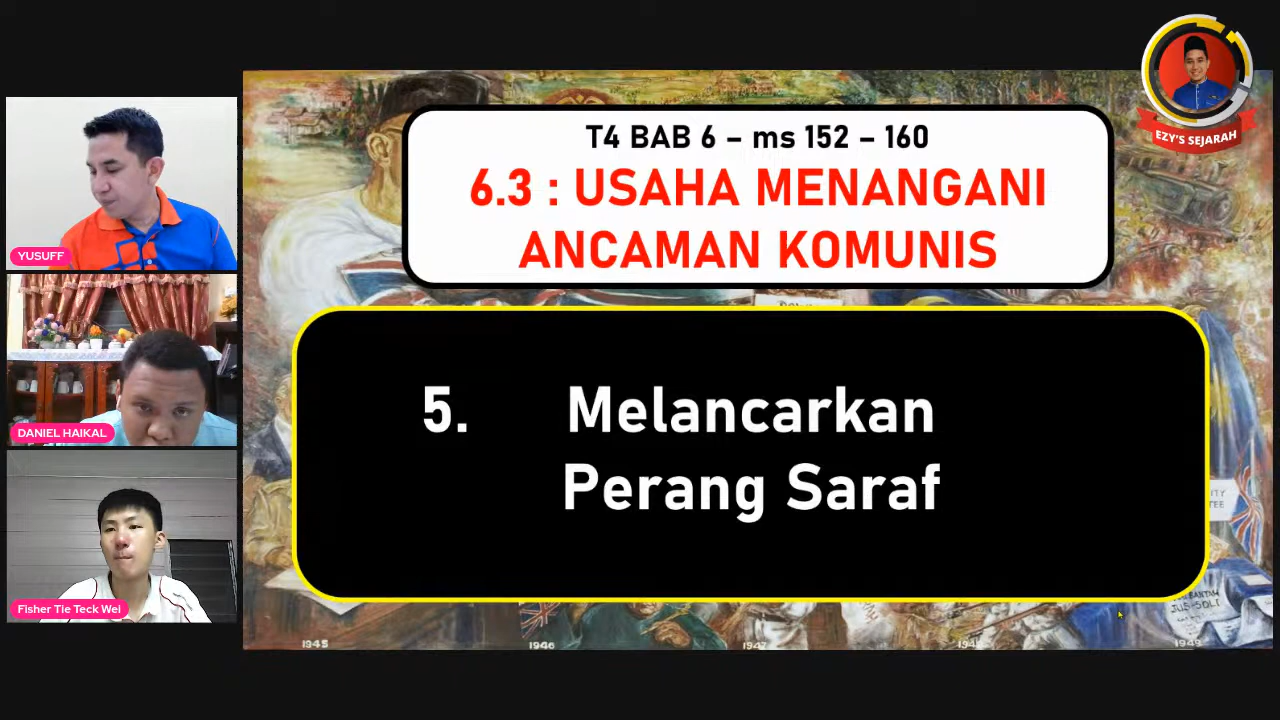 EZY'S SEJARAH
T4 BAB 6 – ms 152 – 160
6.3 : USAHA MENANGANI
ANCAMAN KOMUNIS
YUSUFF
5. Melancarkan
Perang Saraf
DANIEL HAIKAL
Fisher Tie Teck Wei
1945
1946
1947
1948